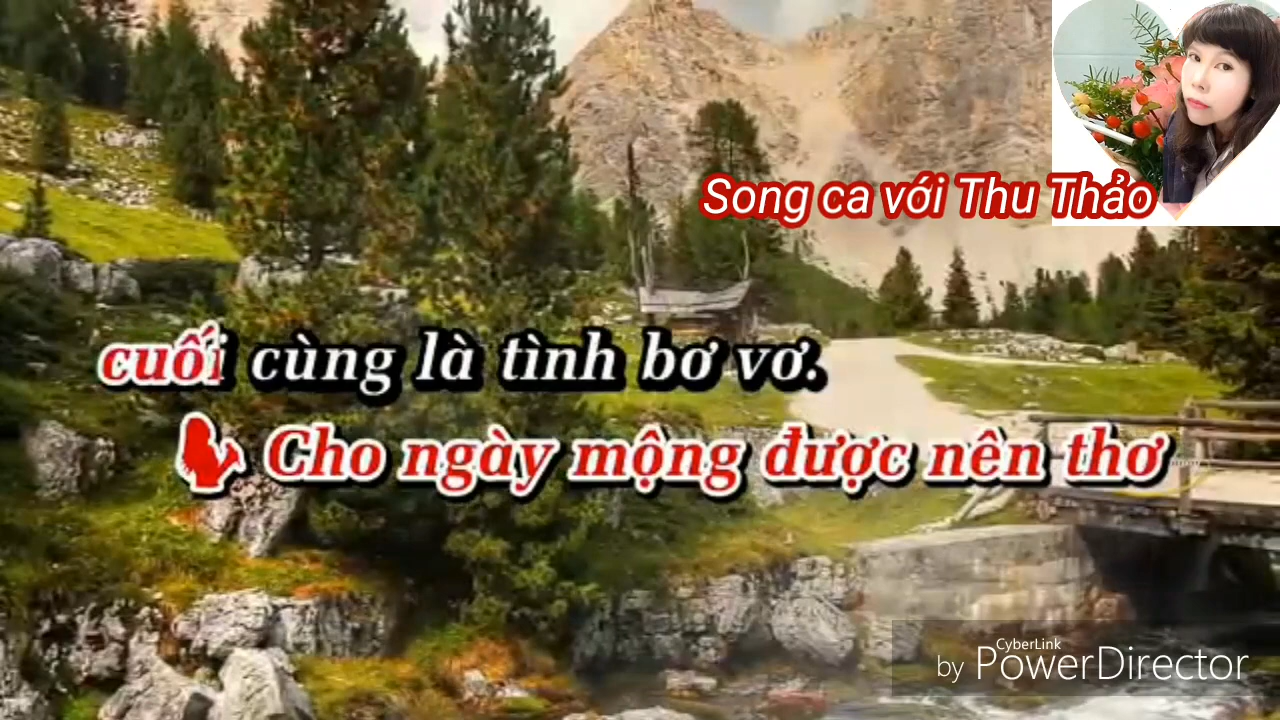 Song ca với Thu Thảo
cuối cùng là tình bơ vơ.
Cho ngày mộng được nên thơ
CyberLink
by PowerDirector